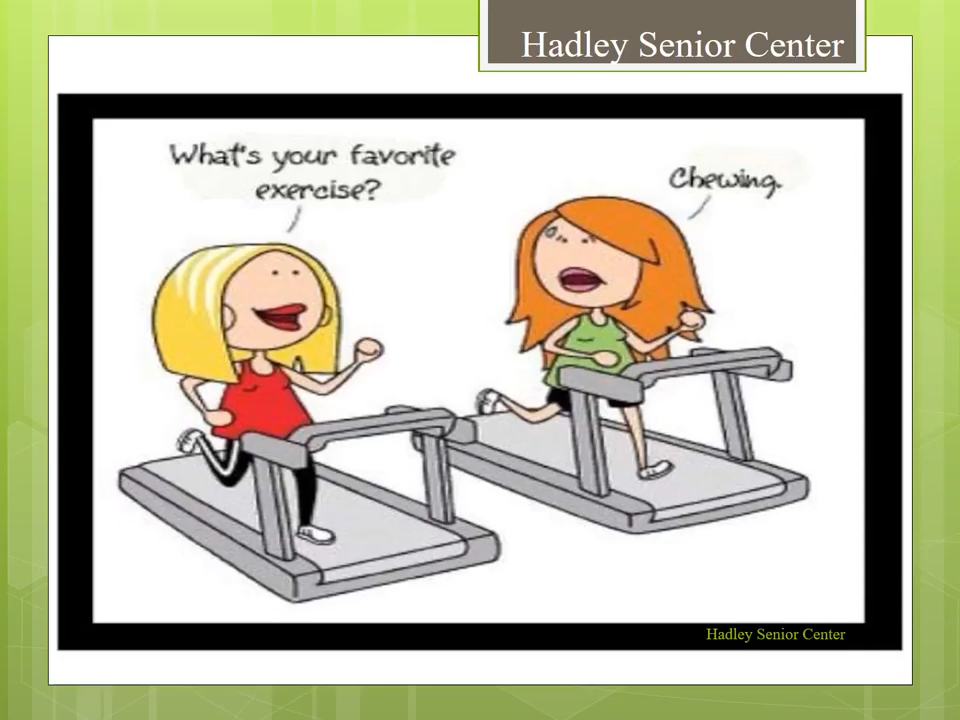 Hadley Senior Center
What's your favorite
exercise?
Chewing.
Hadley Senior Center